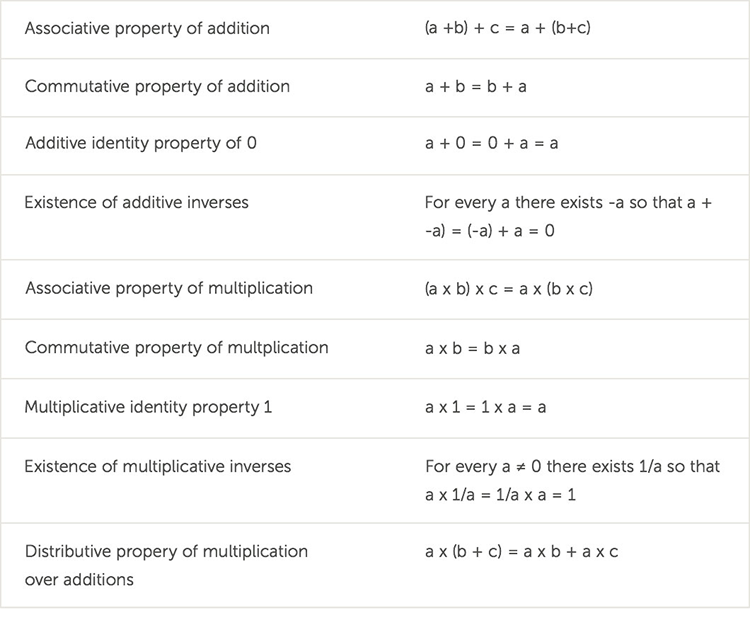 Associative property of addition
(a +b) + c = a + (b+c)
Commutative property of addition
a + b = b + a
Additive identity property of 0
a + 0 = 0 + a = a
Existence of additive inverses
For every a there exists -a so that a +
-a) = (-a) + a = 0
Associative property of multiplication
(a x b) x c = a x (b x c)
Commutative property of multplication
a x b = b x a
Multiplicative identity property 1
a x 1 = 1 x a = a
Existence of multiplicative inverses
For every a ≠ 0 there exists 1/a so that
a x 1/a = 1/a x a = 1
Distributive propery of multiplication
over additions
a x (b + c) = a x b + a x c